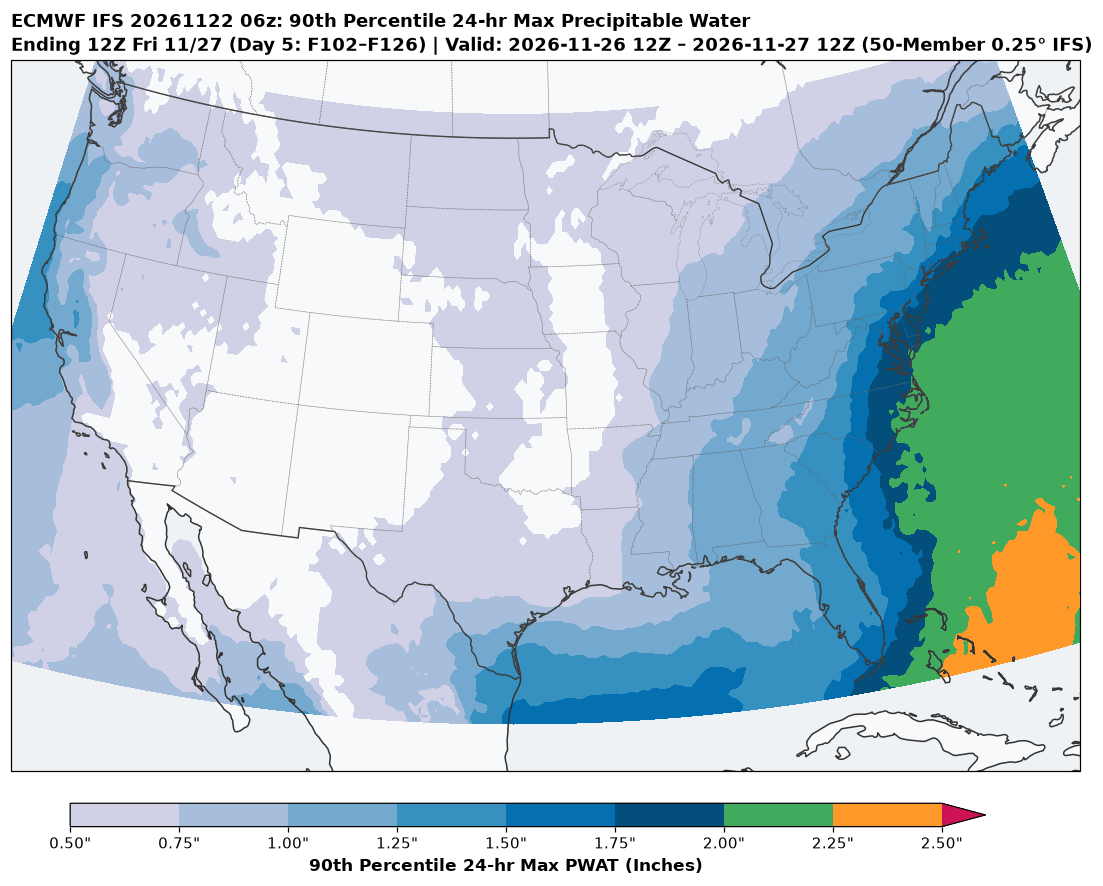 ECMWF IFS 20261122 06z: 90th Percentile 24-hr Max Precipitable Water
Ending 12Z Fri 11/27 (Day 5: F102–F126) | Valid: 2026-11-26 12Z – 2026-11-27 12Z (50-Member 0.25° IFS)
0.50" 0.75" 1.00" 1.25" 1.50" 1.75" 2.00" 2.25" 2.50"
90th Percentile 24-hr Max PWAT (Inches)